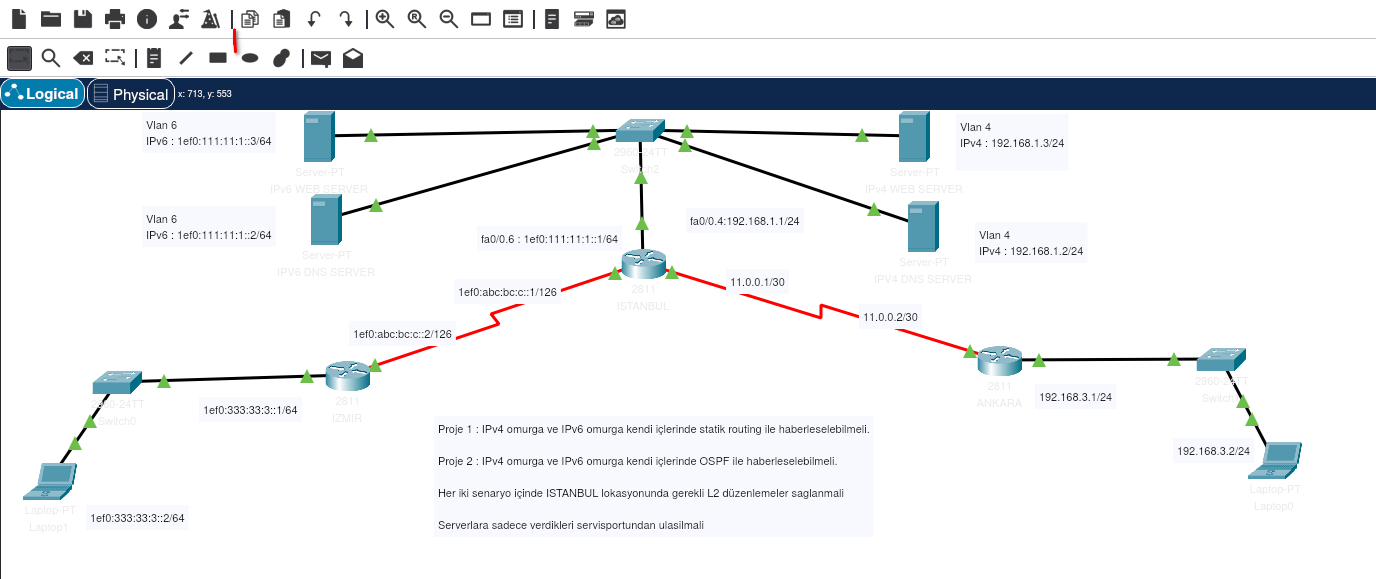 Logical
Physical
x: 713, y: 553
Vlan 6
IPv6 : 1ef0:111:11:1::3/64
Server-PT
IPv6 WEB SERVER
2960-24TT
Switch2
Server-PT
IPv4 WEB SERVER
Vlan 4
IPv4 : 192.168.1.3/24
Vlan 6
IPv6 : 1ef0:111:11:1::2/64
Server-PT
IPV6 DNS SERVER
fa0/0.6 : 1ef0:111:11:1::1/64
fa0/0.4:192.168.1.1/24
Server-PT
IPV4 DNS SERVER
Vlan 4
IPv4 : 192.168.1.2/24
2811
ISTANBUL
1ef0:abc:bc:c::1/126
11.0.0.1/30
1ef0:abc:bc:c::2/126
11.0.0.2/30
2960-24TT
Switch0
1ef0:333:33:3::1/64
2811
IZMIR
2811
ANKARA
192.168.3.1/24
2960-24TT
Laptop-PT
Laptop1
1ef0:333:33:3::2/64
192.168.3.2/24
Laptop-PT
Laptop0
Proje 1 : IPv4 omurga ve IPv6 omurga kendi içlerinde statik routing ile haberleselebilmeli.
Proje 2 : IPv4 omurga ve IPv6 omurga kendi içlerinde OSPF ile haberleselebilmeli.
Her iki senaryo içinde ISTANBUL lokasyonunda gerekli L2 düzenlemeler saglanmali
Serverlara sadece verdikleri servisportundan ulasilmali